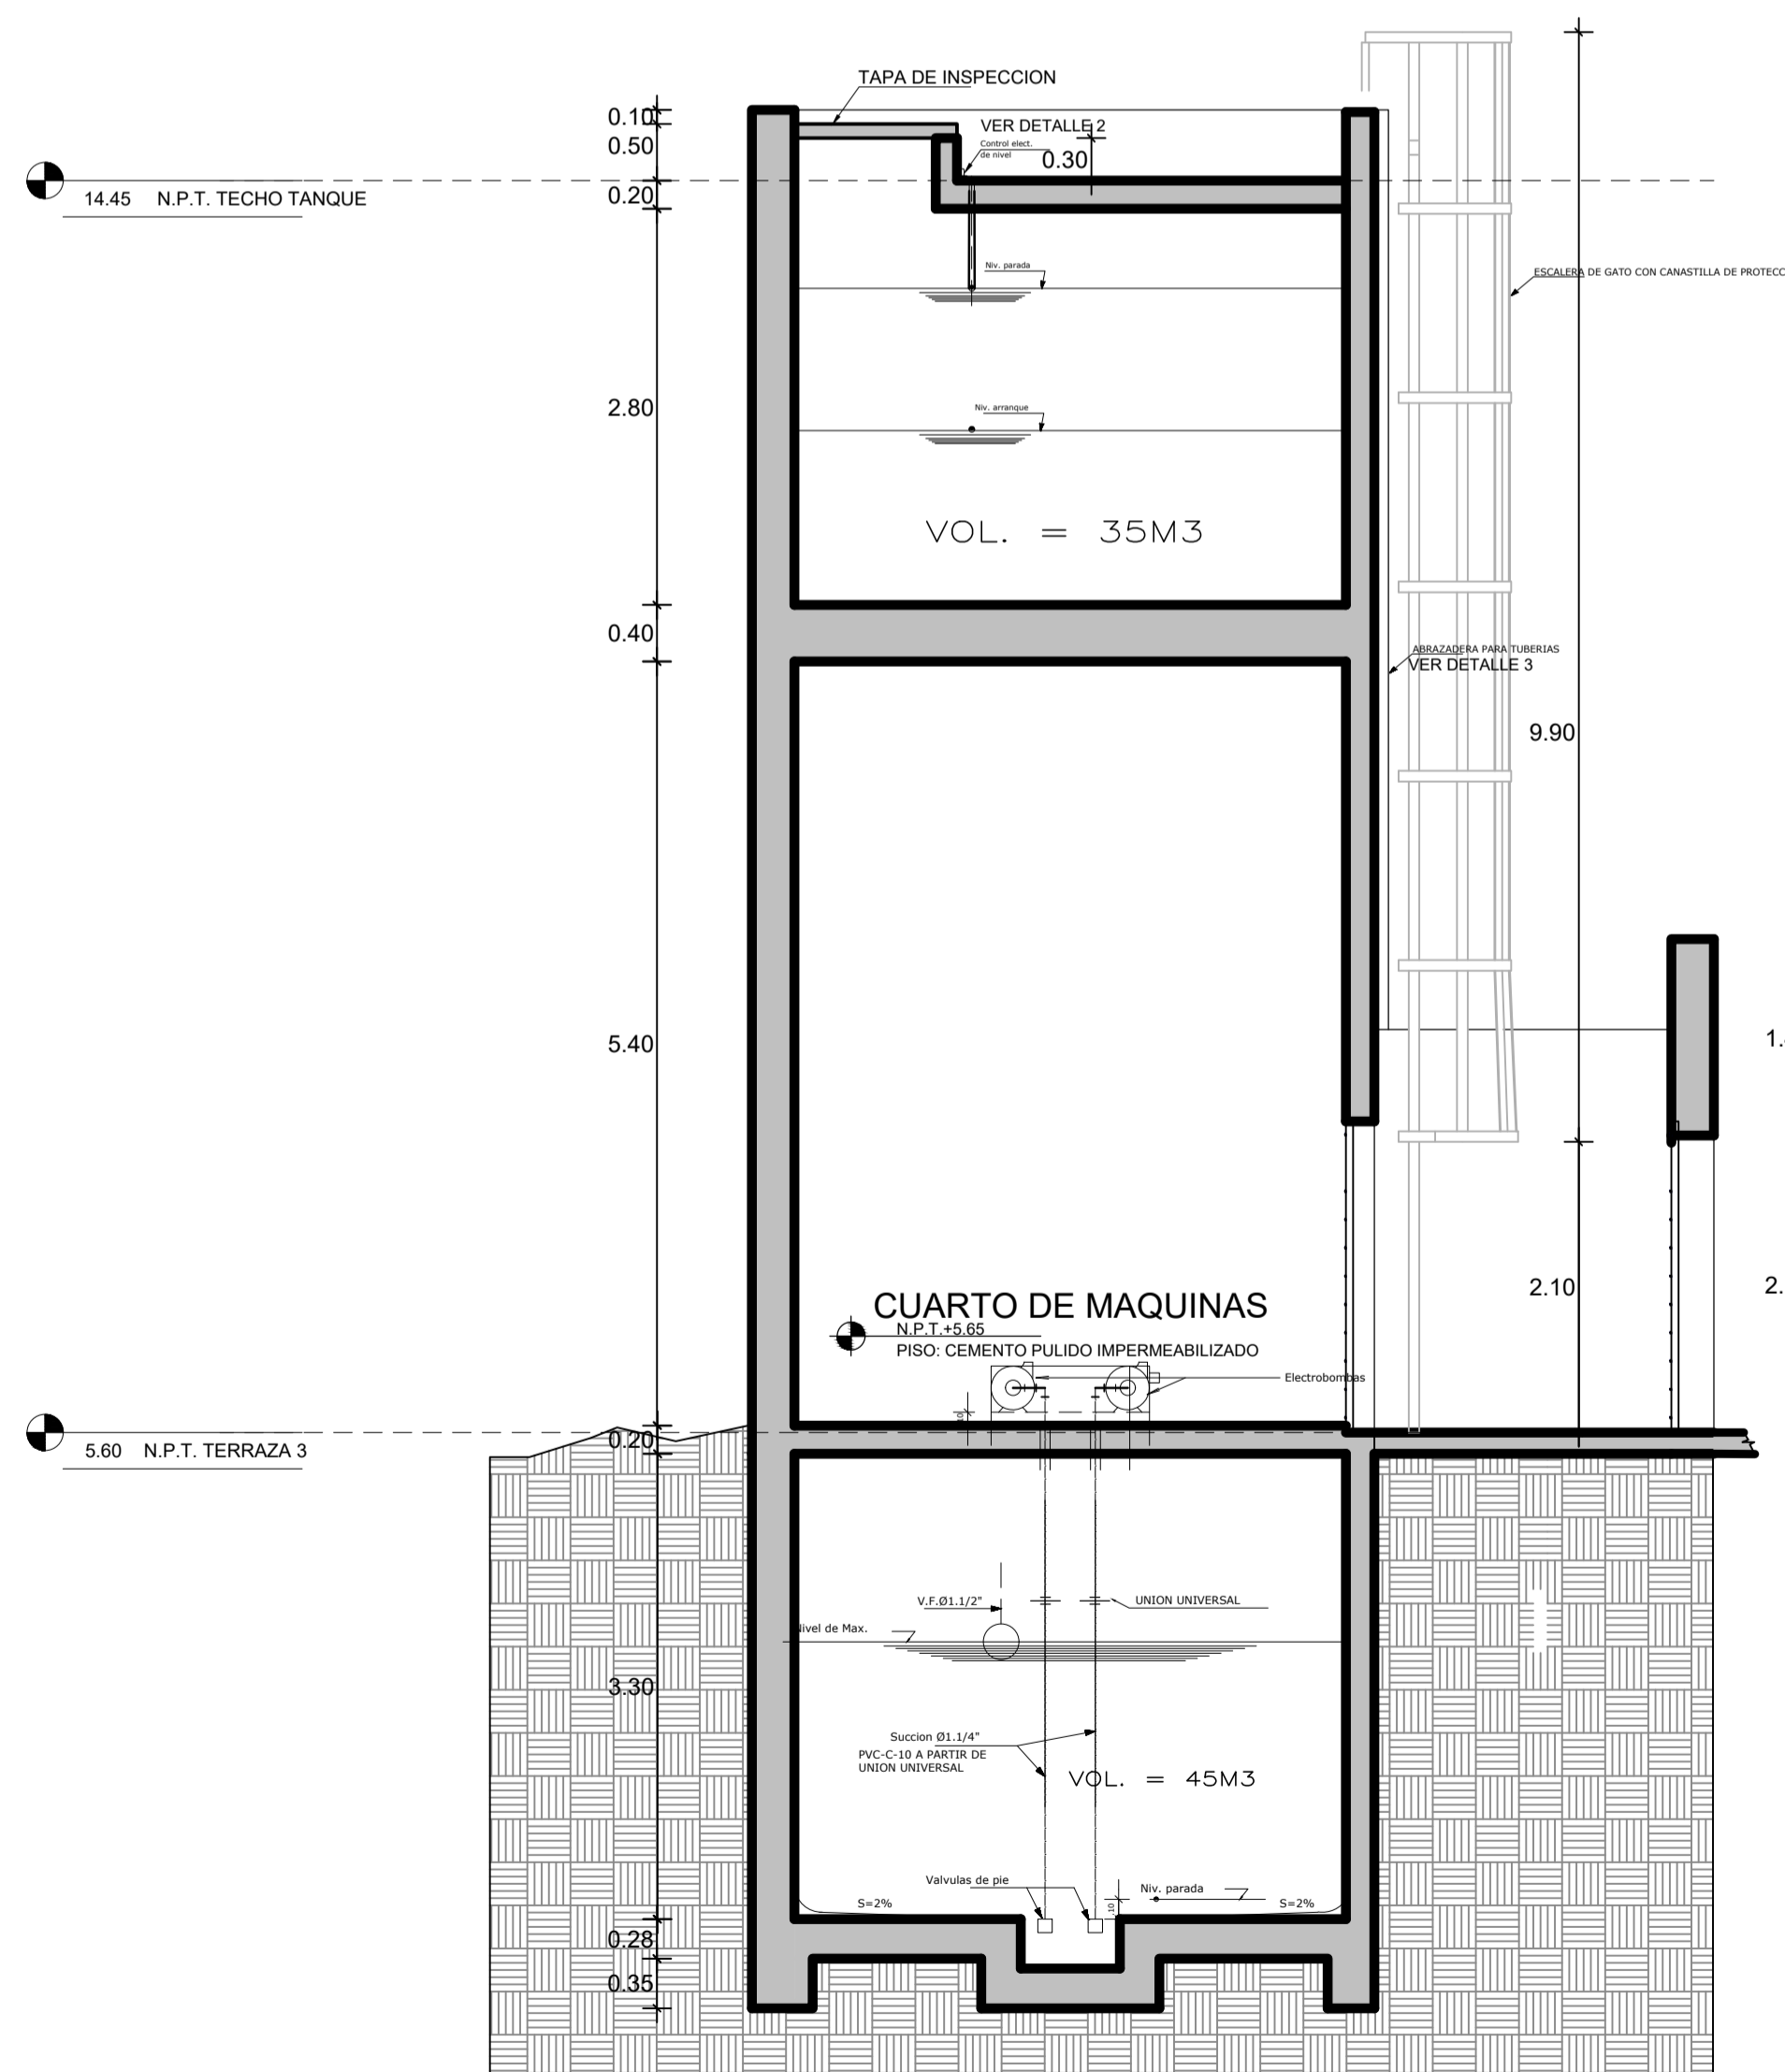 TAPA DE INSPECCION
0.10
VER DETALLE 2
0.50
Control elect.
de nivel
0.30
14.45 N.P.T. TECHO TANQUE
0.20
Niv. parada
ESCALERA DE GATO CON CANASTILLA DE PROTECC
2.80
Niv. arranque
VOL. = 35M3
0.40
ABRAZADERA PARA TUBERIAS
VER DETALLE 3
9.90
5.40
1.
2.10
2.
CUARTO DE MAQUINAS
N.P.T.+5.65
PISO: CEMENTO PULIDO IMPERMEABILIZADO
Electrobombas
.10
5.60 N.P.T. TERRAZA 3
0.20
V.F.Ø1.1/2"
UNION UNIVERSAL
Nivel de Max.
3.30
Succion Ø1.1/4"
PVC-C-10 A PARTIR DE
UNION UNIVERSAL
VOL. = 45M3
Valvulas de pie
Niv. parada
S=2%
.10
S=2%
0.28
0.35